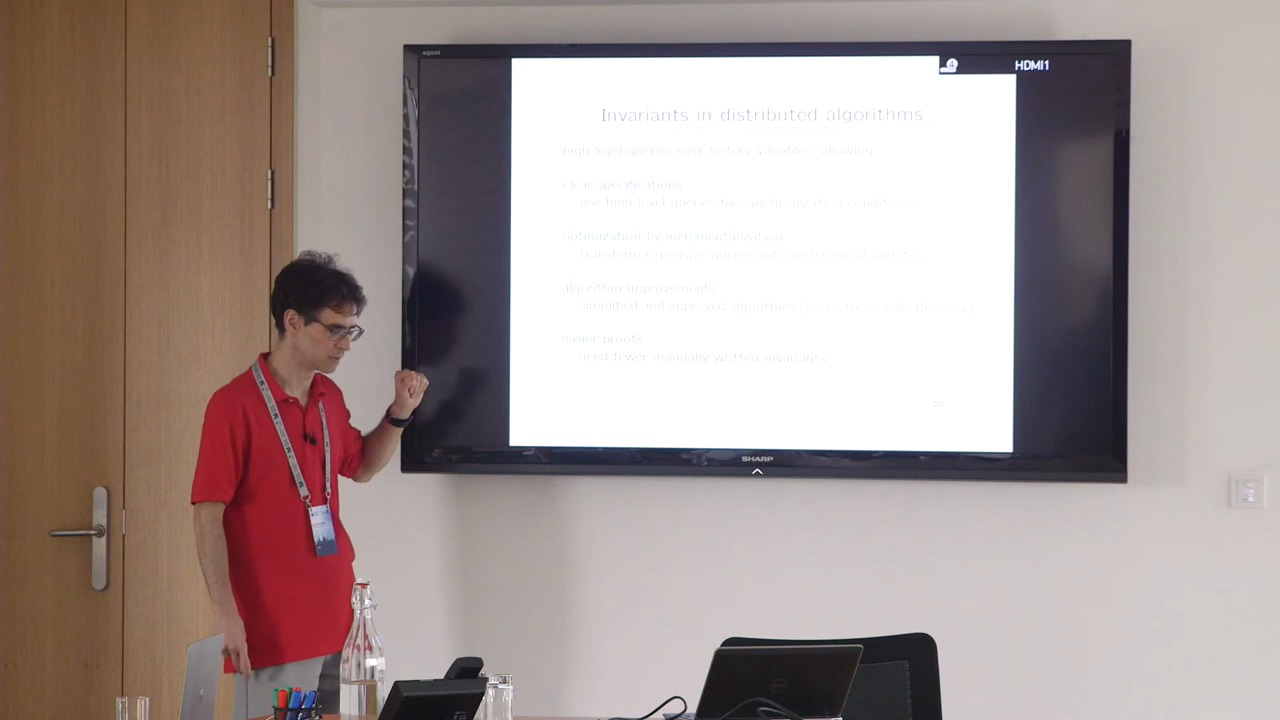 AQUOS
HDMI1
Invariants in distributed algorithms
high-level queries over history variables, allowing
clear specifications:
use high-level queries for synchronization conditions
optimization by incrementalization:
transform expensive queries into incremental updates
algorithm improvements:
simplified and improved algorithms (correctness and efficiency)
easier proofs:
need fewer manually written invariants
SHARP